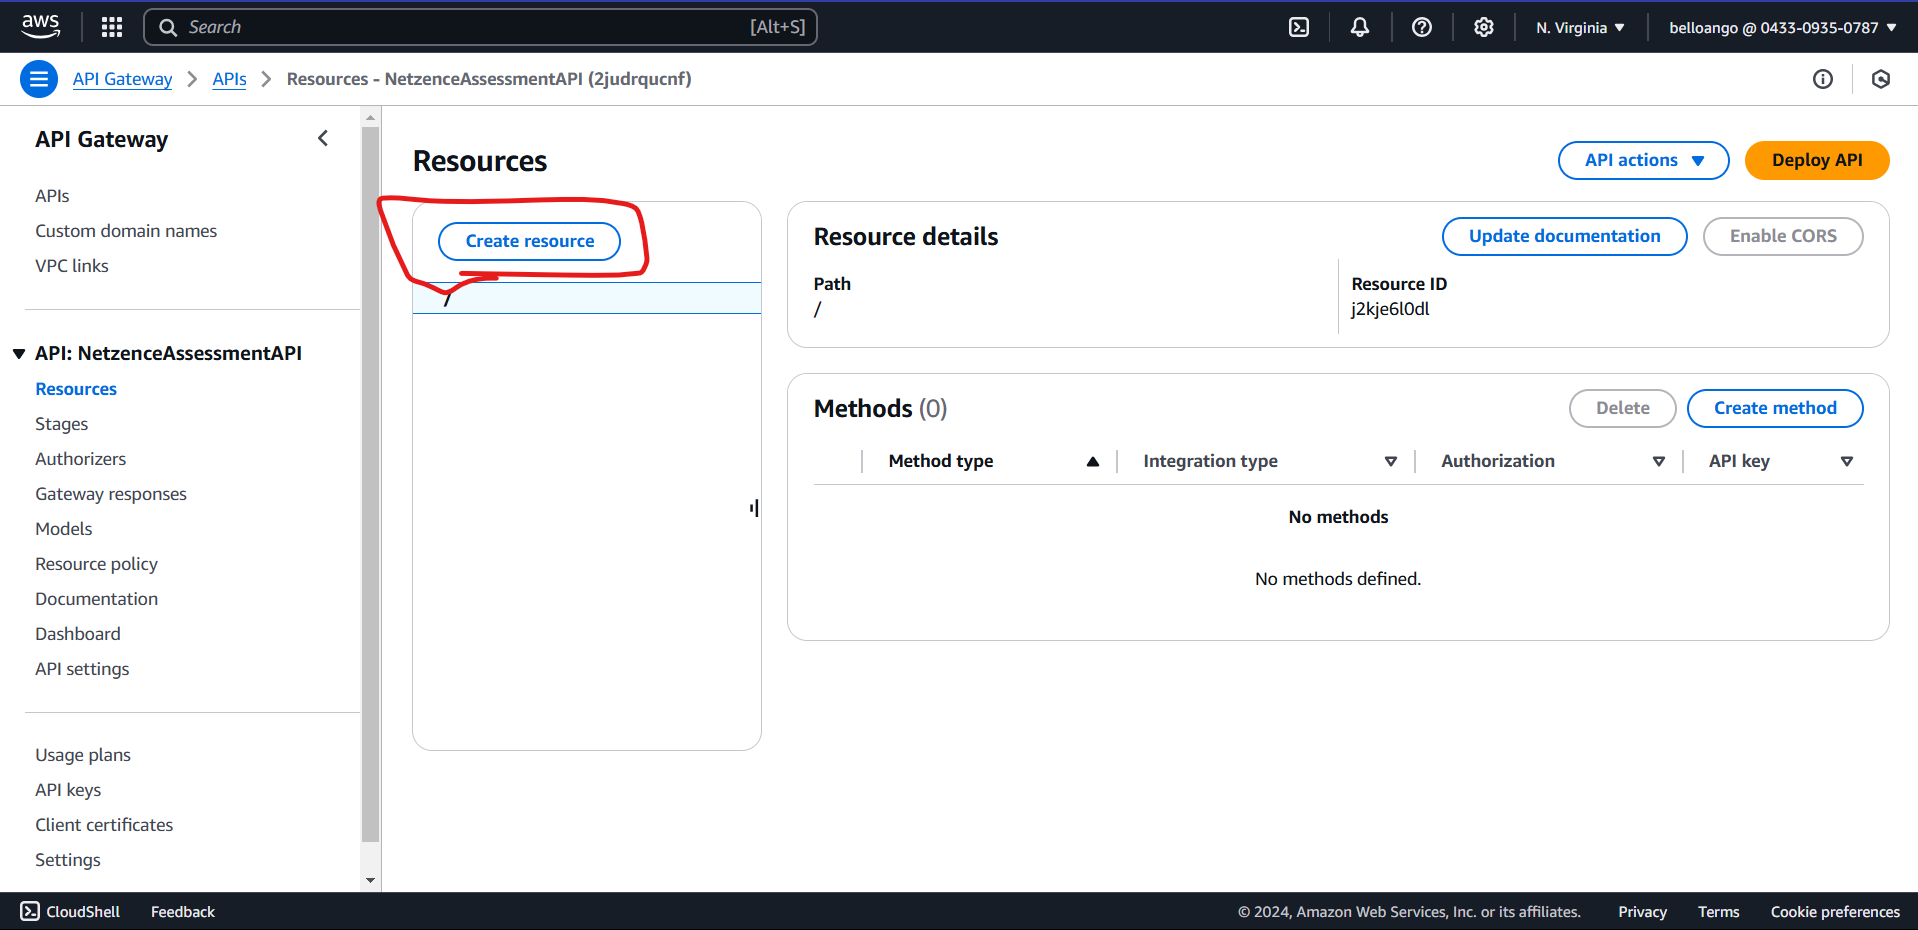 aws
Search
[Alt+S]
N. Virginia
belloango @ 0433-0935-0787
API Gateway
APIs
Resources - NetzenceAssessmentAPI (2judrqucnf)
API Gateway
APIs
Custom domain names
VPC links
API: NetzenceAssessmentAPI
Resources
Stages
Authorizers
Gateway responses
Models
Resource policy
Documentation
Dashboard
API settings
Usage plans
API keys
Client certificates
Settings
Resources
API actions
Deploy API
Create resource
/
Resource details
Update documentation
Enable CORS
Path
/
Resource ID
j2kje6l0dl
Methods (0)
Delete
Create method
Method type
Integration type
Authorization
API key
No methods
No methods defined.
CloudShell
Feedback
© 2024, Amazon Web Services, Inc. or its affiliates.
Privacy
Terms
Cookie preferences